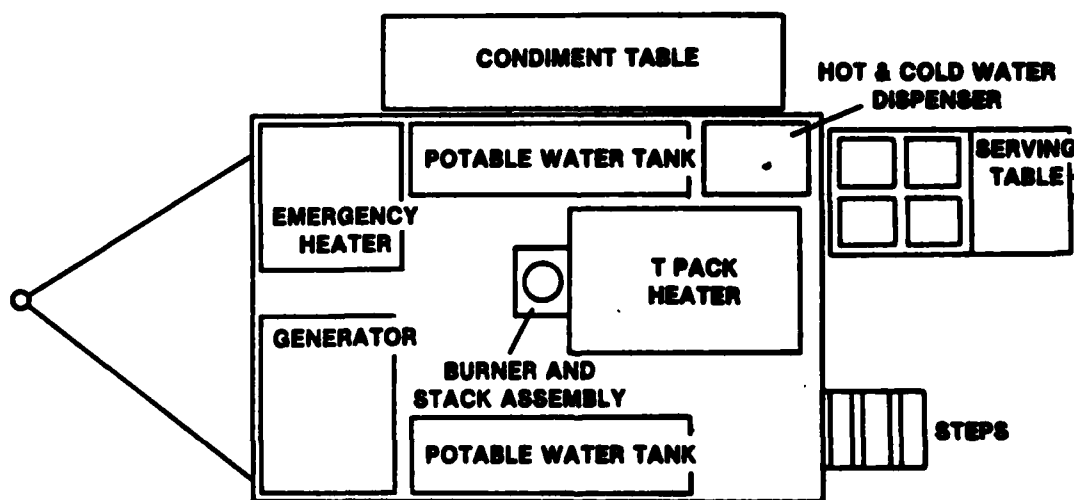 CONDIMENT TABLE
HOT & COLD WATER
DISPENSER
POTABLE WATER TANK
SERVING
TABLE
EMERGENCY
HEATER
T PACK
HEATER
GENERATOR
BURNER AND
STACK ASSEMBLY
POTABLE WATER TANK
STEPS